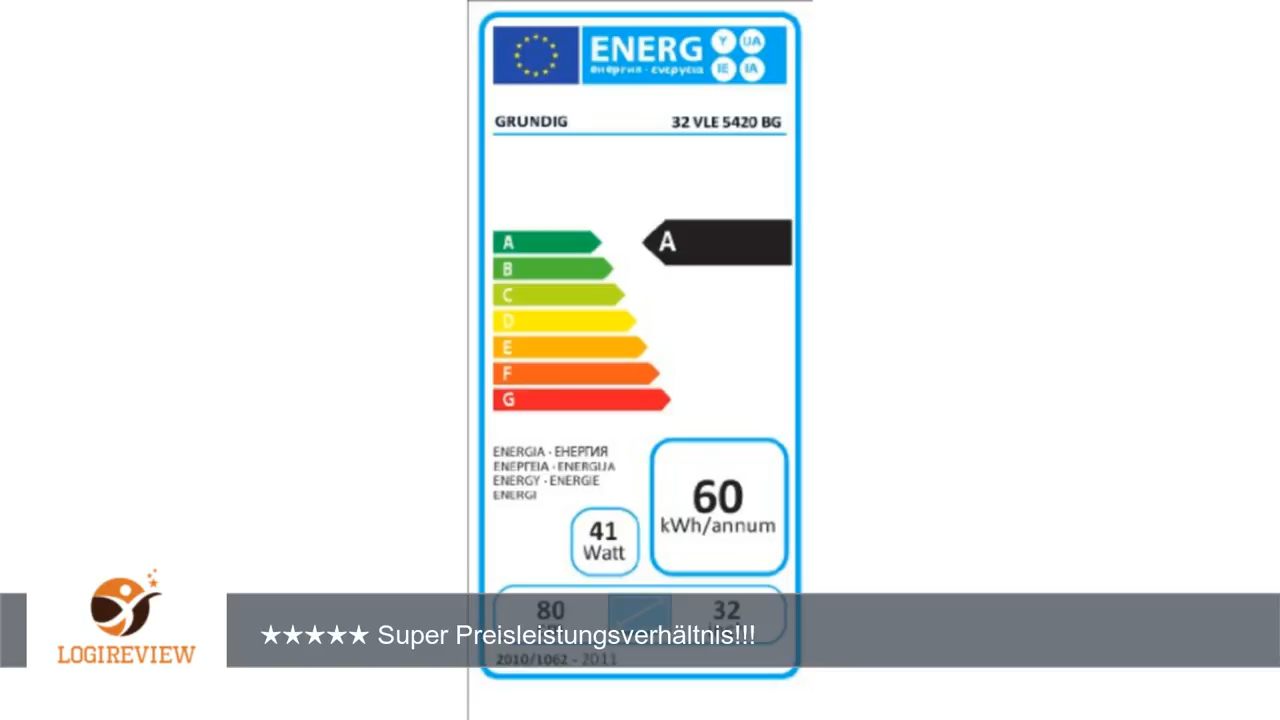 ENERG Y UA
енергия · ενεργεια IE IA
GRUNDIG 32 VLE 5420 BG
A
A
B
C
D
E
F
G
ENERGIA · ЕНЕРГИЯ
ΕΝΕΡΓΕΙΑ · ENERGIJA
ENERGY · ENERGIE
ENERGI
60
kWh/annum
41
Watt
80 32
★★★★★ Super Preisleistungsverhältnis!!!
LOGIREVIEW
2010/1062 - 2011